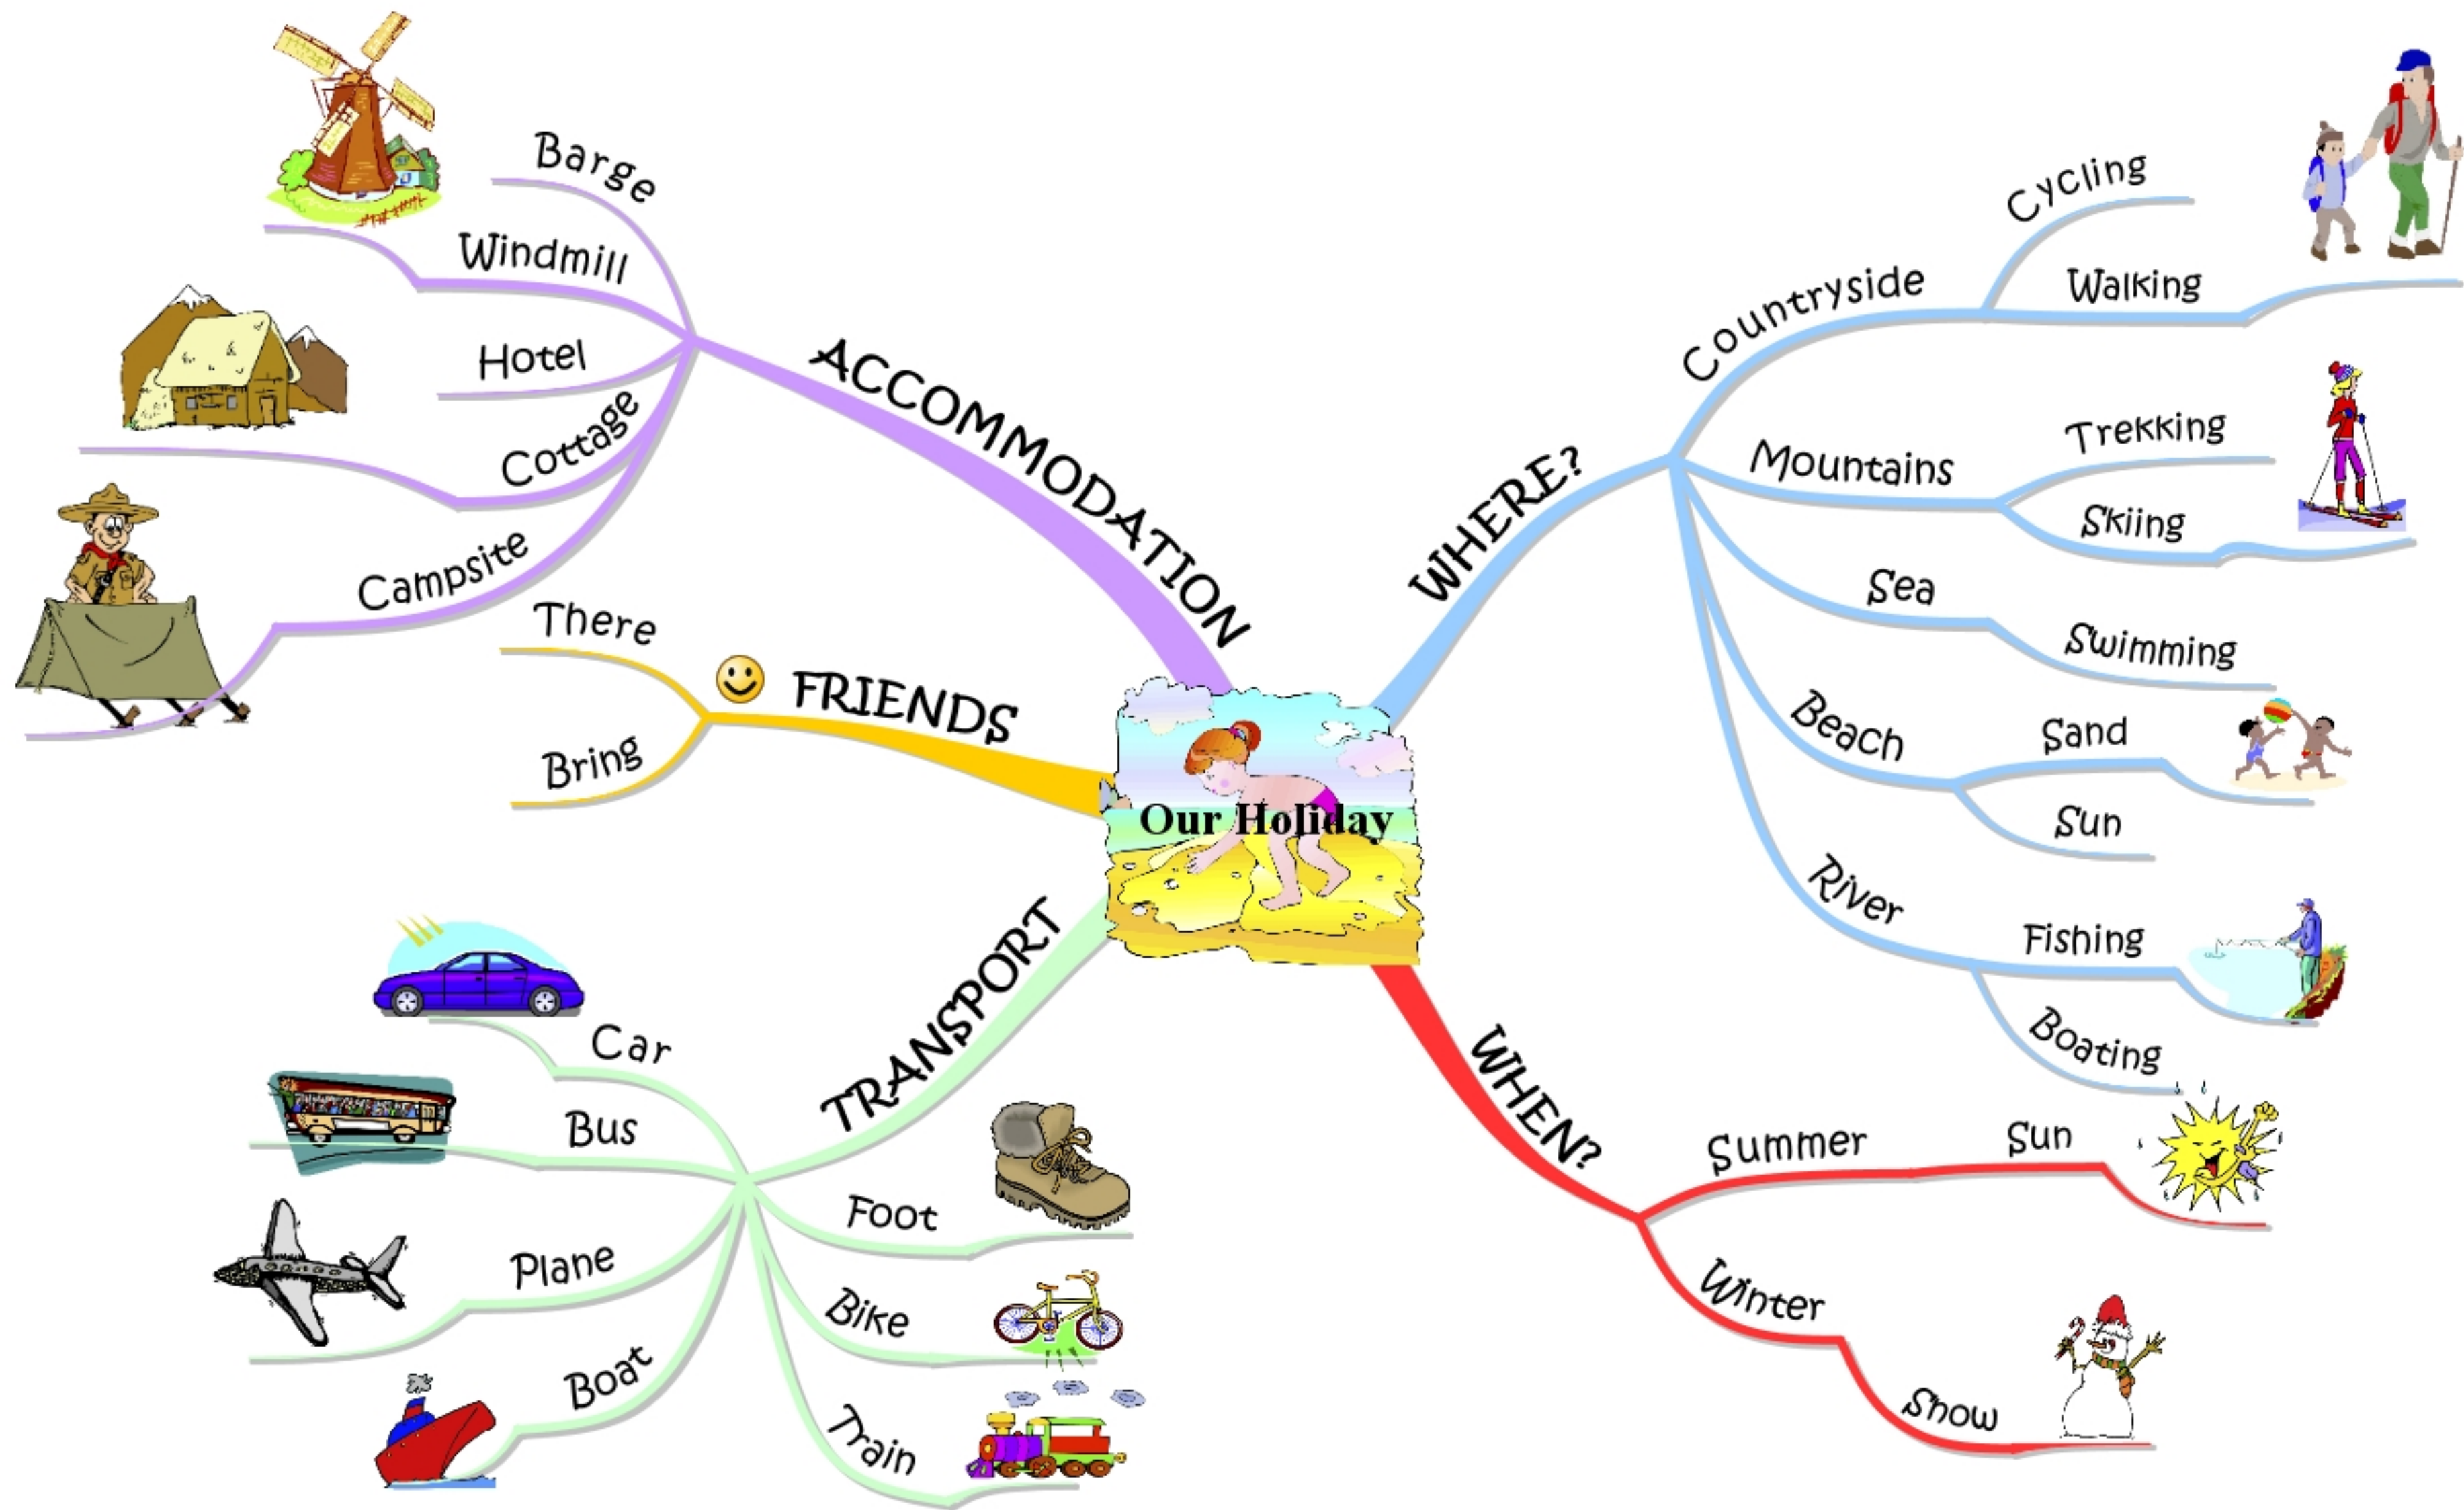 Our Holiday
ACCOMMODATION
Barge
Windmill
Hotel
Cottage
Campsite
FRIENDS
There
Bring
TRANSPORT
Car
Bus
Plane
Boat
Foot
Bike
Train
WHERE?
Countryside
Cycling
Walking
Mountains
Trekking
Skiing
Sea
Swimming
Beach
Sand
Sun
River
Fishing
Boating
WHEN?
Summer
Sun
Winter
Snow